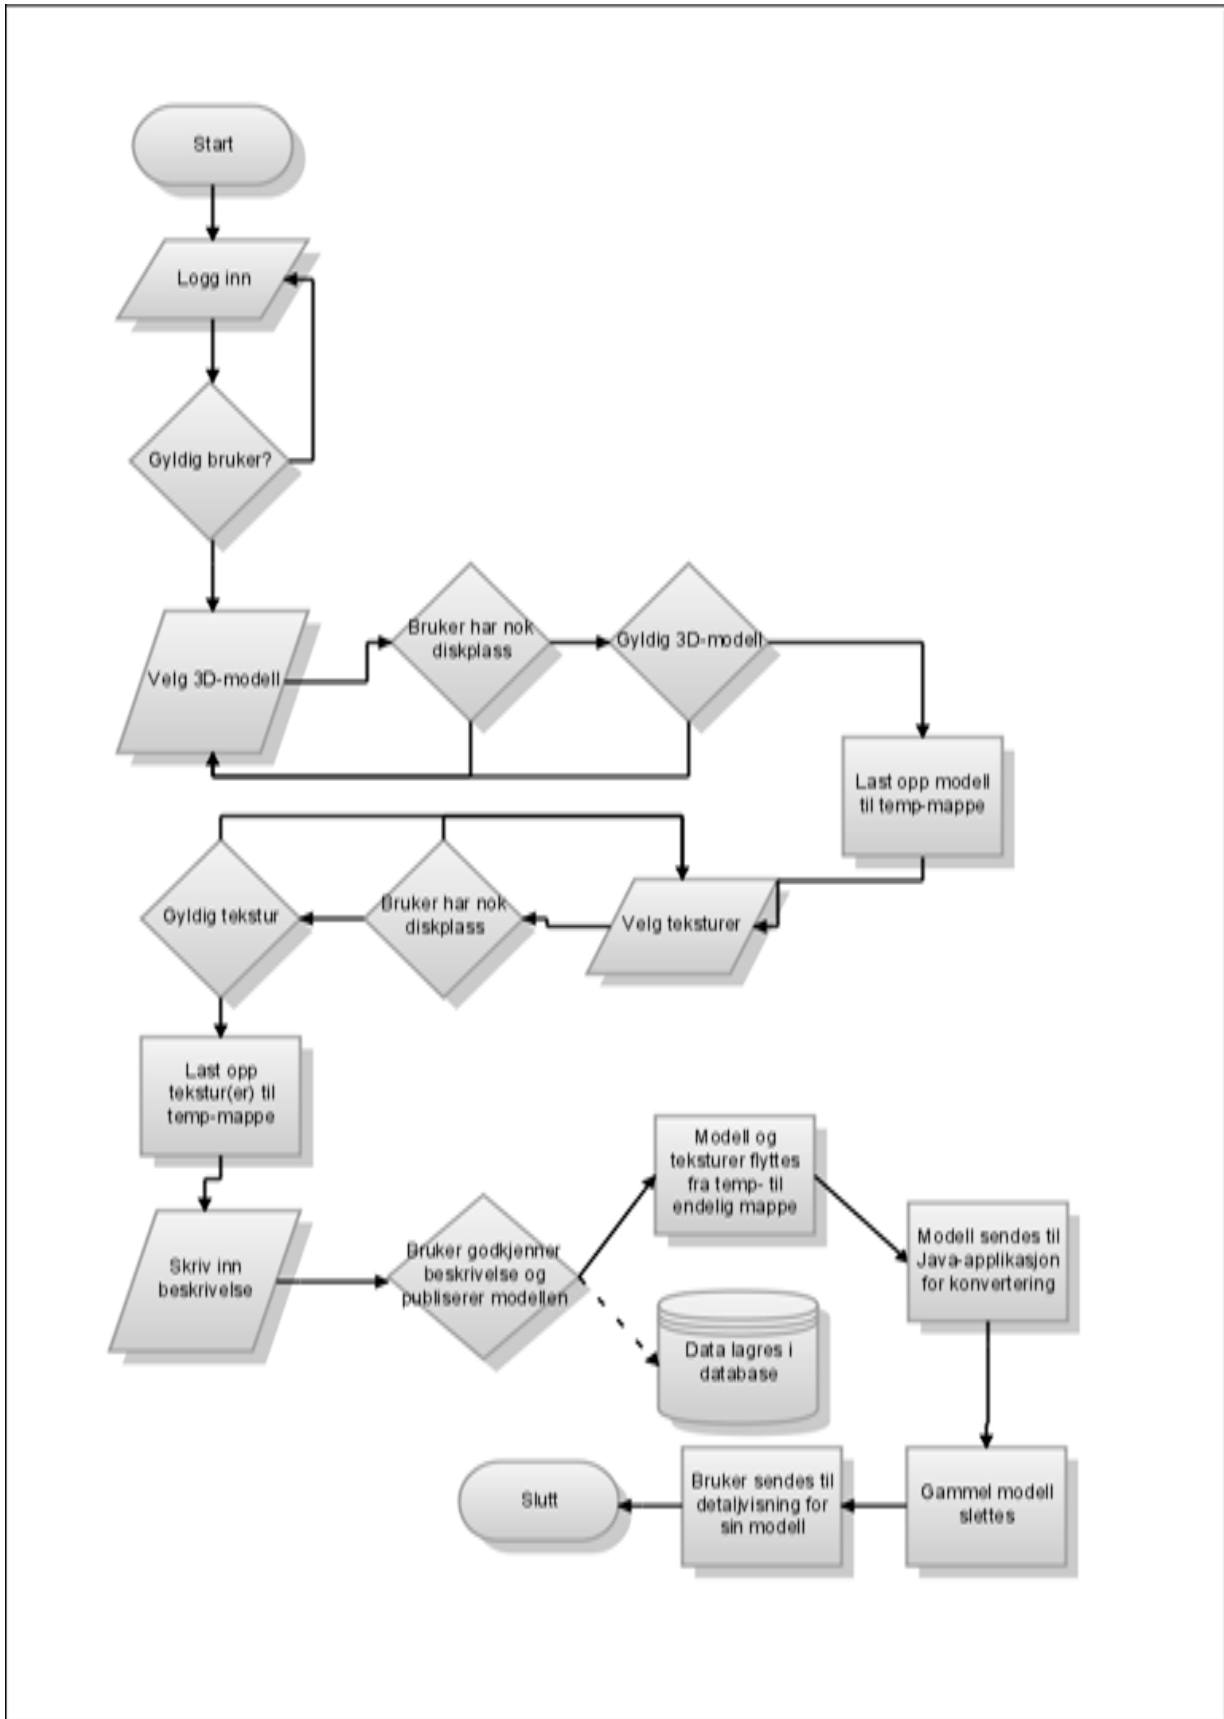 Start
Logg inn
Gyldig bruker?
Velg 3D-modell
Bruker har nok
diskplass
Gyldig 3D-modell
Last opp modell
til temp-mappe
Velg teksturer
Bruker har nok
diskplass
Gyldig tekstur
Last opp
tekstur(er) til
temp-mappe
Skriv inn
beskrivelse
Bruker godkjenner
beskrivelse og
publiserer modellen
Modell og
teksturer flyttes
fra temp- til
endelig mappe
Data lagres i
database
Modell sendes til
Java-applikasjon
for konvertering
Gammel modell
slettes
Bruker sendes til
detaljvisning for
sin modell
Slutt